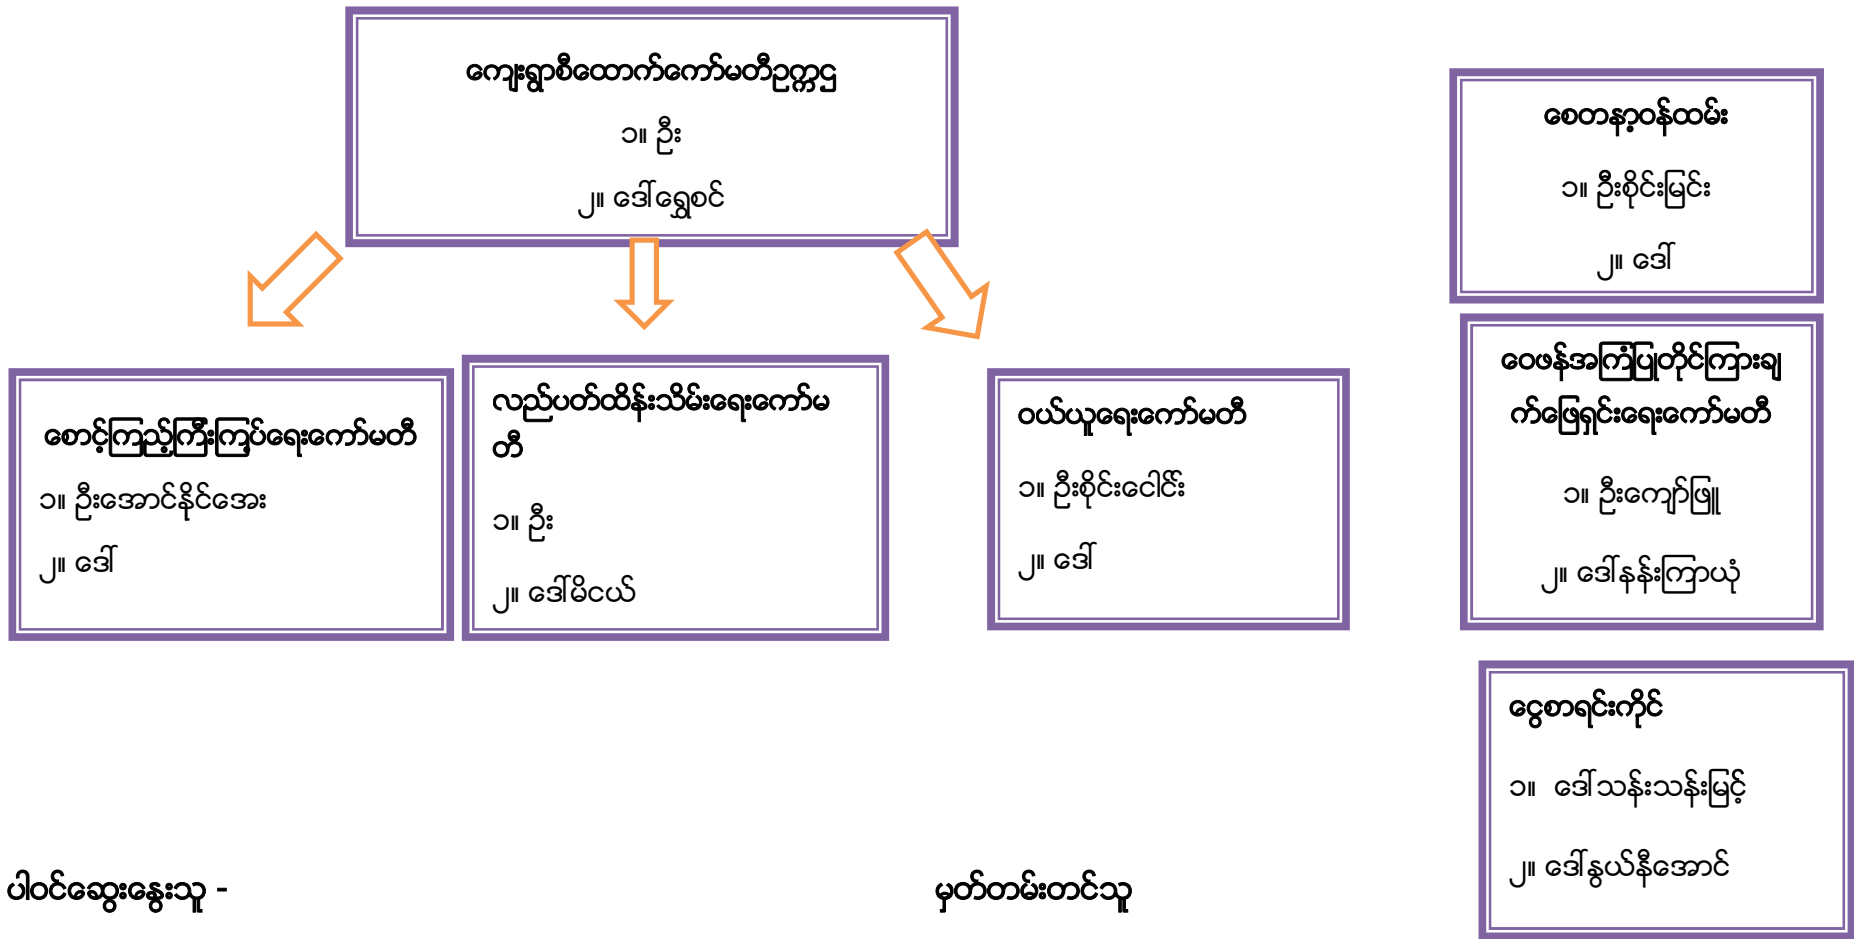 ကျေးရွာစီထောက်ကော်မတီဥက္ကဌ
၁။ ဦး
၂။ ဒေါ်ရွှေစင်
စေတနာ့ဝန်ထမ်း
၁။ ဦးစိုင်းမြင်း
၂။ ဒေါ်
စောင့်ကြည့်ကြီးကြပ်ရေးကော်မတီ
၁။ ဦးအောင်နိုင်အေး
၂။ ဒေါ်
လည်ပတ်ထိန်းသိမ်းရေးကော်မ
တီ
၁။ ဦး
၂။ ဒေါ်မိငယ်
ဝယ်ယူရေးကော်မတီ
၁။ ဦးစိုင်းငေါင်း
၂။ ဒေါ်
ဝေဖန်အကြံပြုတိုင်ကြားချ
က်ဖြေရှင်းရေးကော်မတီ
၁။ ဦးကျော်ဖြူ
၂။ ဒေါ်နန်းကြာယုံ
ငွေစာရင်းကိုင်
၁။ ဒေါ်သန်းသန်းမြင့်
၂။ ဒေါ်နွယ်နီအောင်
ပါဝင်ဆွေးနွေးသူ -
မှတ်တမ်းတင်သူ